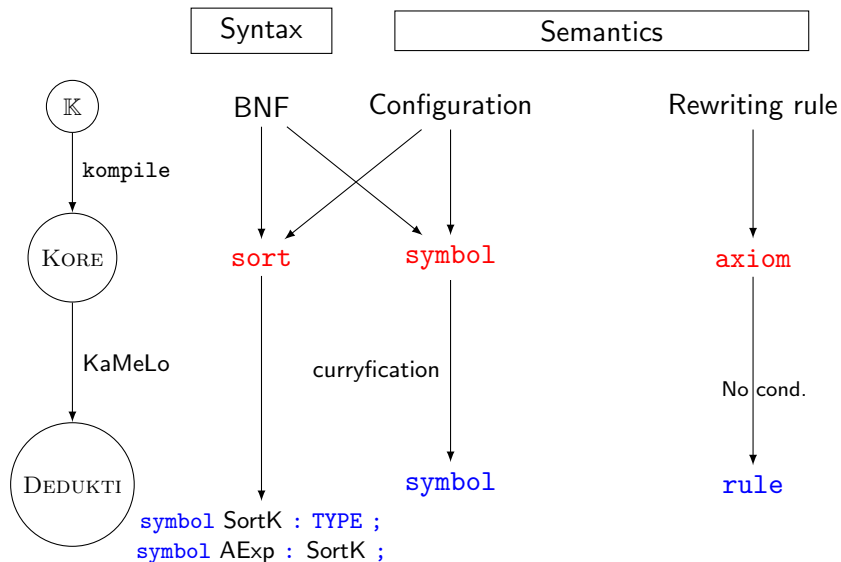 Syntax Semantics
𝕂 BNF Configuration Rewriting rule
kompile
KORE sort symbol axiom
KaMeLo curryfication No cond.
DEDUKTI symbol rule
symbol SortK : TYPE ;
symbol AExp : SortK ;